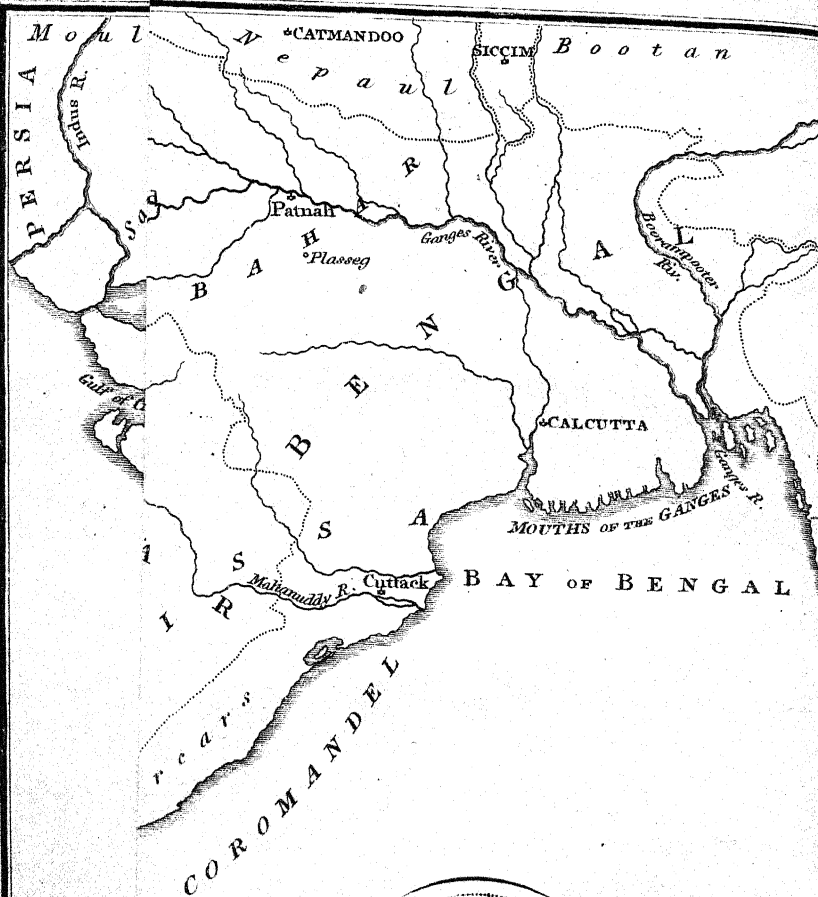 Moul
Nepaul
CATMANDOO
SICCIM
Bootan
PERSIA
Indus R.
BAHAR
Patnah
Plasseg
Ganges River
Boorampooter Riv.
BENGAL
Gulf of C
CALCUTTA
Ganges R.
MOUTHS OF THE GANGES
BAY OF BENGAL
ORISSA
Mahanuddy R.
Cuttack
rcars
COROMANDEL